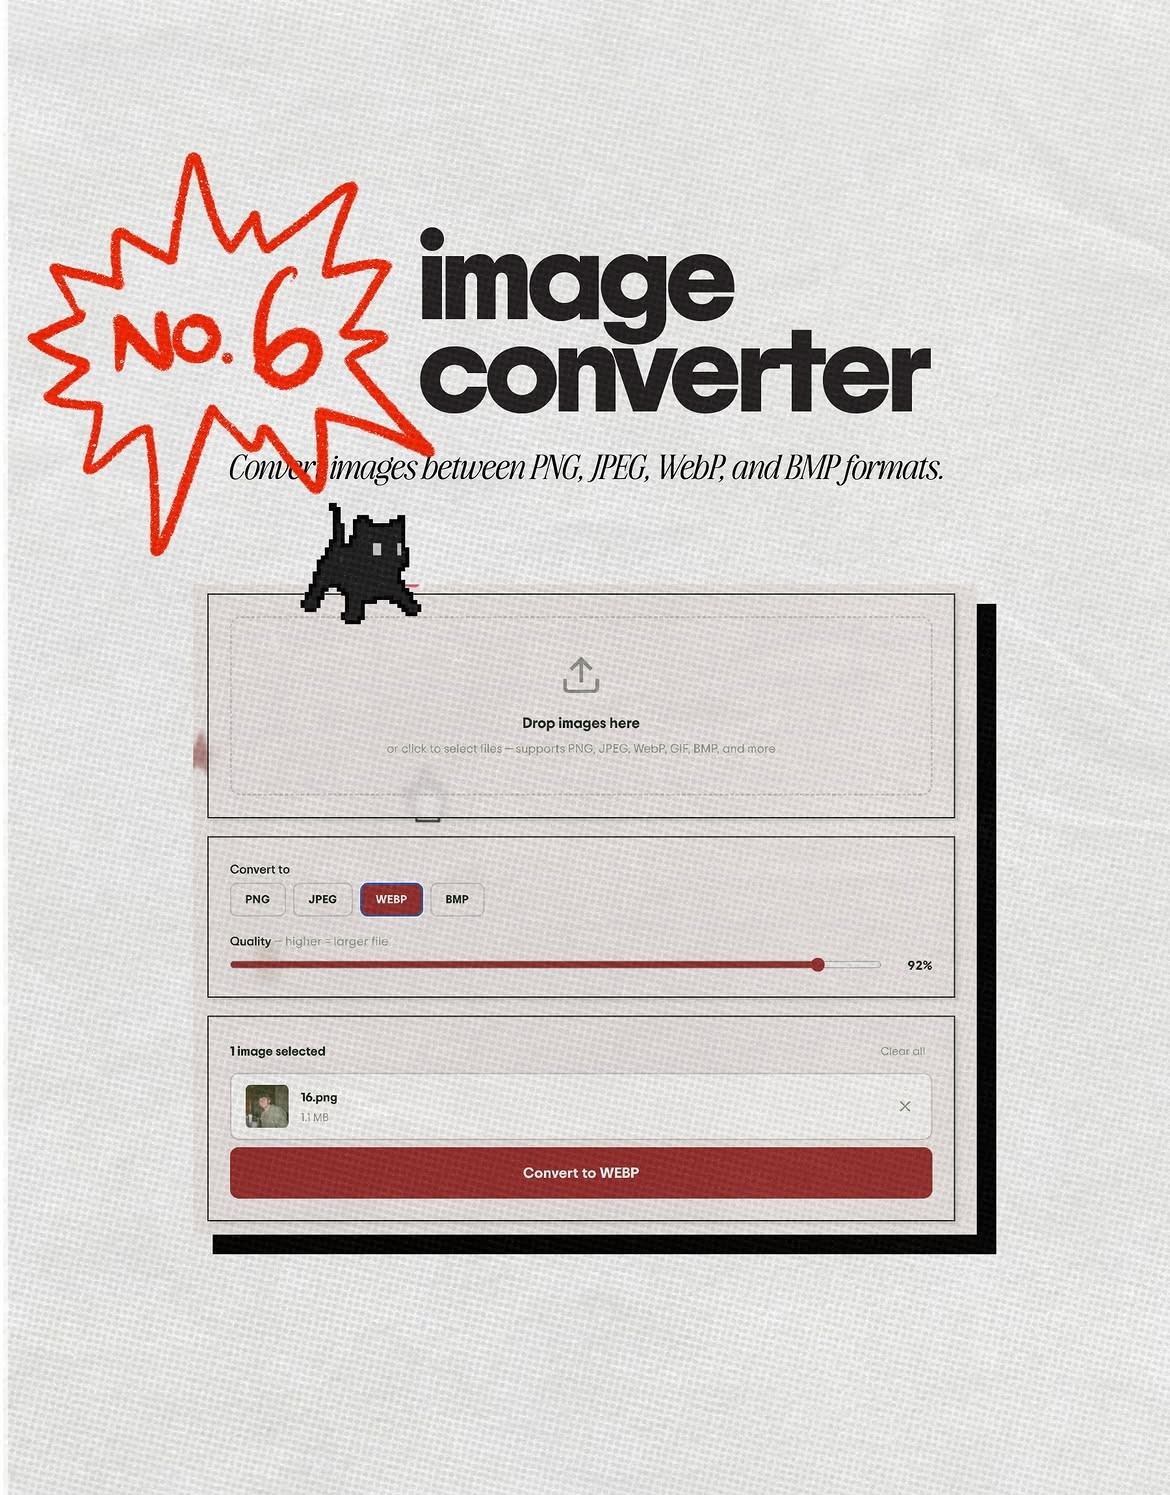 No. 6
image
converter
Convert images between PNG, JPEG, WebP, and BMP formats.
Drop images here
or click to select files — supports PNG, JPEG, WebP, GIF, BMP, and more
Convert to
PNG JPEG WEBP BMP
Quality — higher = larger file
92%
1 image selected
Clear all
16.png
1.1 MB
Convert to WEBP